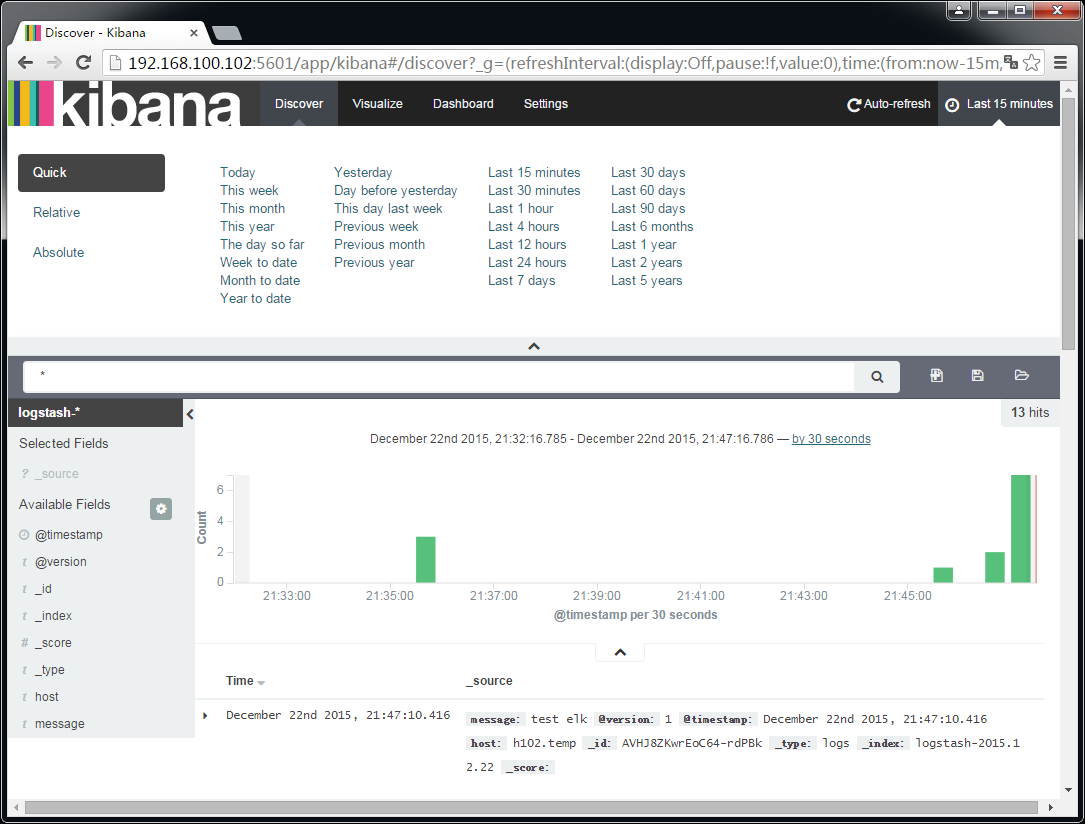 Discover - Kibana
192.168.100.102:5601/app/kibana#/discover?_g=(refreshInterval:(display:Off,pause:!f,value:0),time:(from:now-15m,
kibana Discover Visualize Dashboard Settings Auto-refresh Last 15 minutes
Quick
Relative
Absolute
Today Yesterday Last 15 minutes Last 30 days
This week Day before yesterday Last 30 minutes Last 60 days
This month This day last week Last 1 hour Last 90 days
This year Previous week Last 4 hours Last 6 months
The day so far Previous month Last 12 hours Last 1 year
Week to date Previous year Last 24 hours Last 2 years
Month to date Last 7 days Last 5 years
Year to date
*
logstash-*
13 hits
Selected Fields
? _source
Available Fields
@timestamp
t @version
t _id
t _index
# _score
t _type
t host
t message
December 22nd 2015, 21:32:16.785 - December 22nd 2015, 21:47:16.786 — by 30 seconds
Count
6
4
2
0
21:33:00 21:35:00 21:37:00 21:39:00 21:41:00 21:43:00 21:45:00
@timestamp per 30 seconds
Time _source
December 22nd 2015, 21:47:10.416 message: test elk @version: 1 @timestamp: December 22nd 2015, 21:47:10.416
host: h102.temp _id: AVHJ8ZKwrEoC64-rdPBk _type: logs _index: logstash-2015.1
2.22 _score: